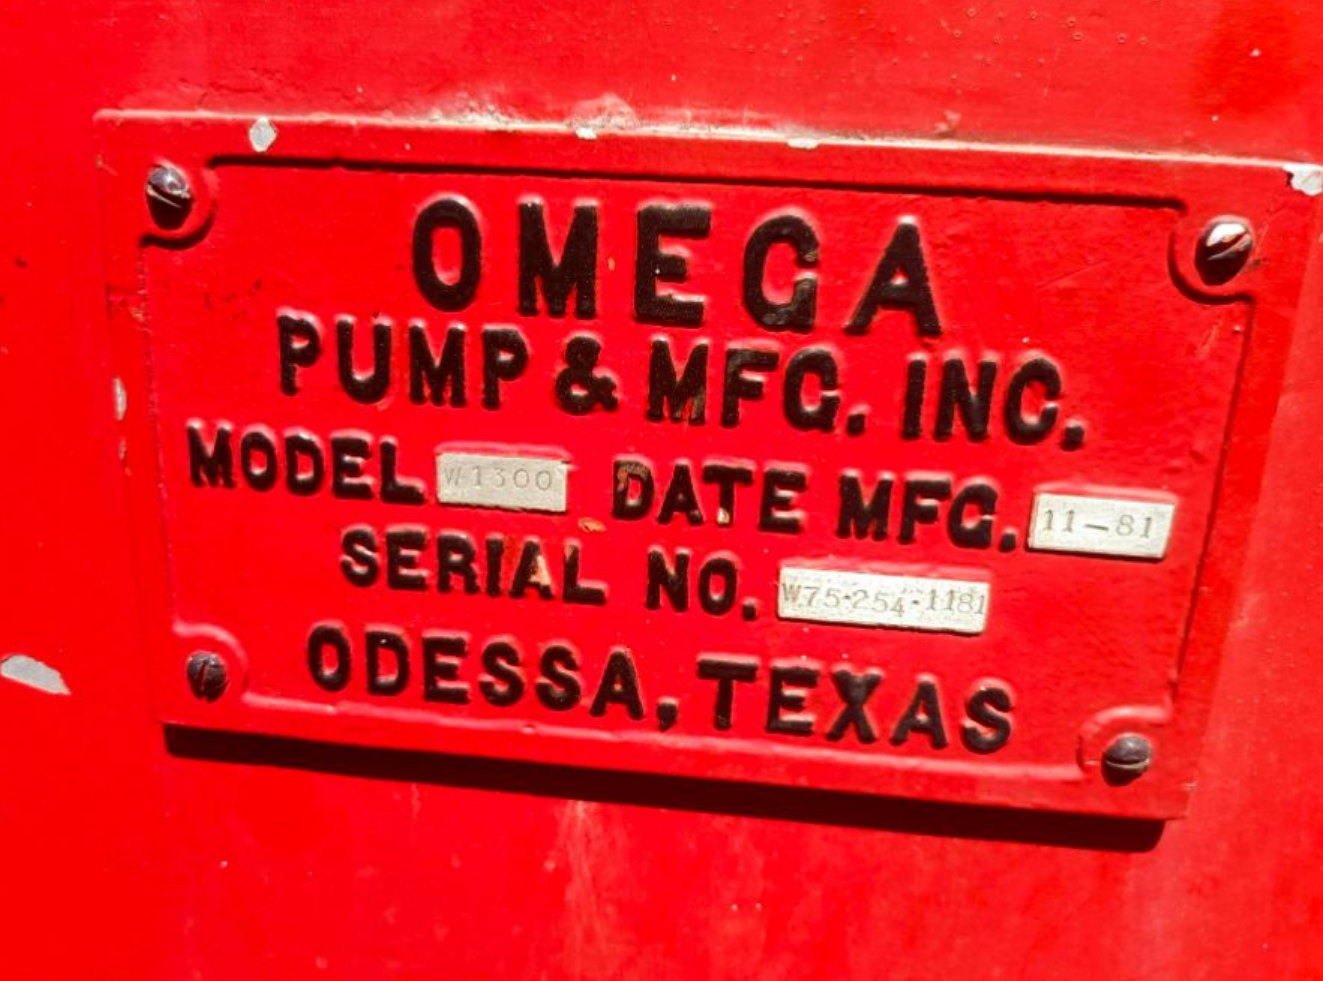 OMEGA
PUMP & MFG. INC.
MODEL W1300 DATE MFG. 11-81
SERIAL NO. W75-254-1181
ODESSA, TEXAS